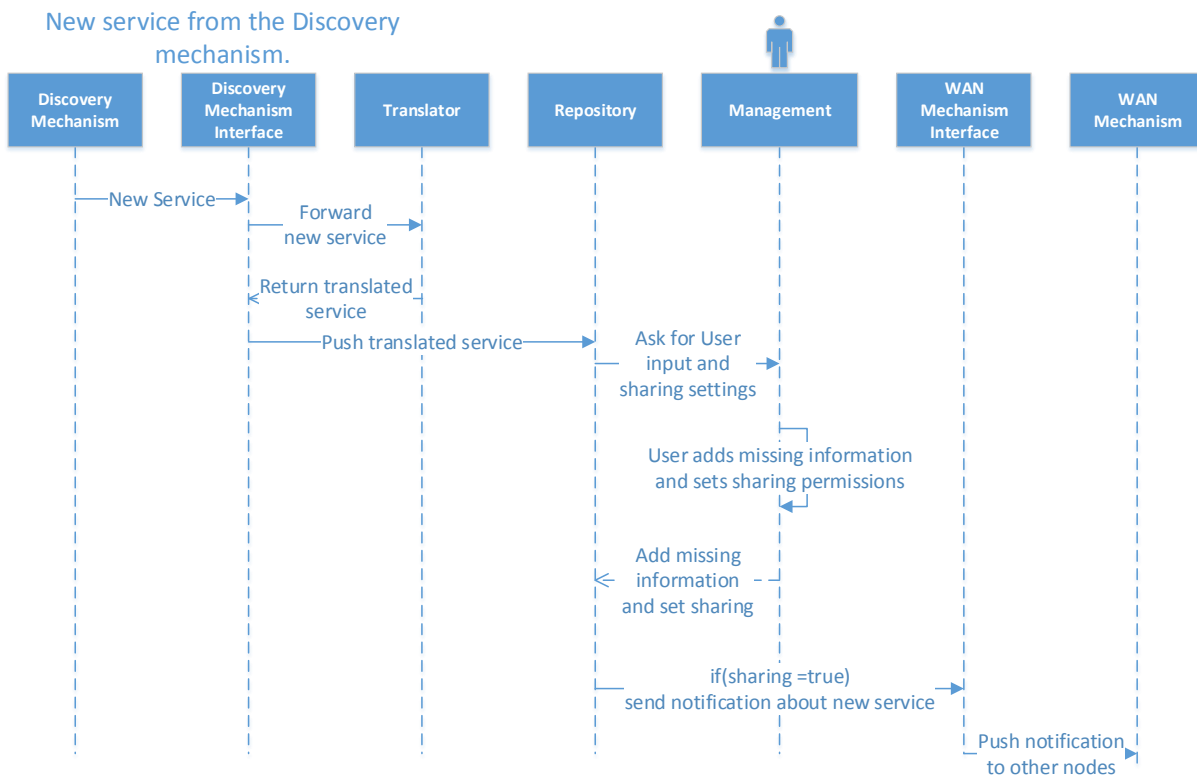 New service from the Discovery
mechanism.
Discovery
Mechanism
Discovery
Mechanism
Interface
Translator
Repository
Management
WAN
Mechanism
Interface
WAN
Mechanism
New Service
Forward
new service
Return translated
service
Push translated service
Ask for User
input and
sharing settings
User adds missing information
and sets sharing permissions
Add missing
information
and set sharing
if(sharing =true)
send notification about new service
Push notification
to other nodes